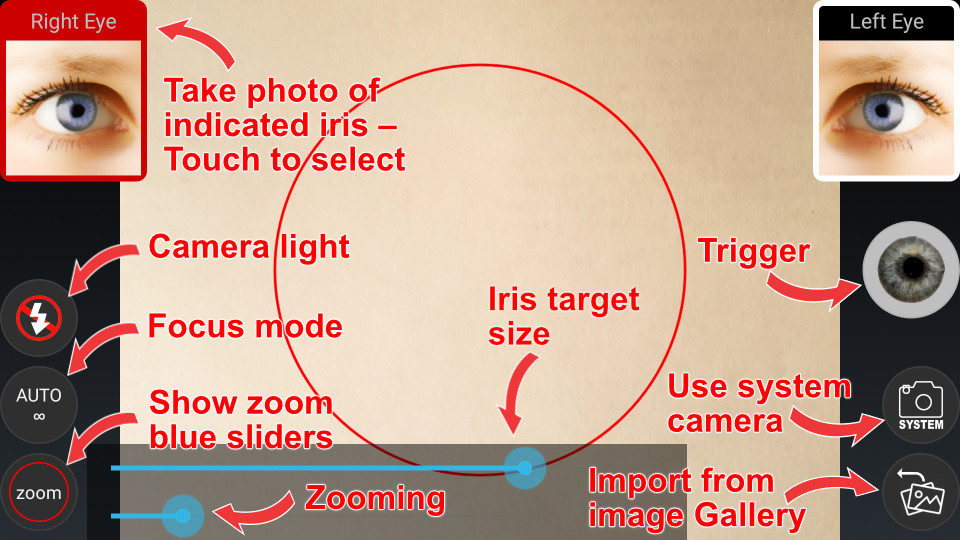 Right Eye
Left Eye
Take photo of
indicated iris –
Touch to select
Camera light
Trigger
Iris target
size
Focus mode
AUTO
∞
Show zoom
blue sliders
Use system
camera
SYSTEM
zoom
Zooming
Import from
image Gallery